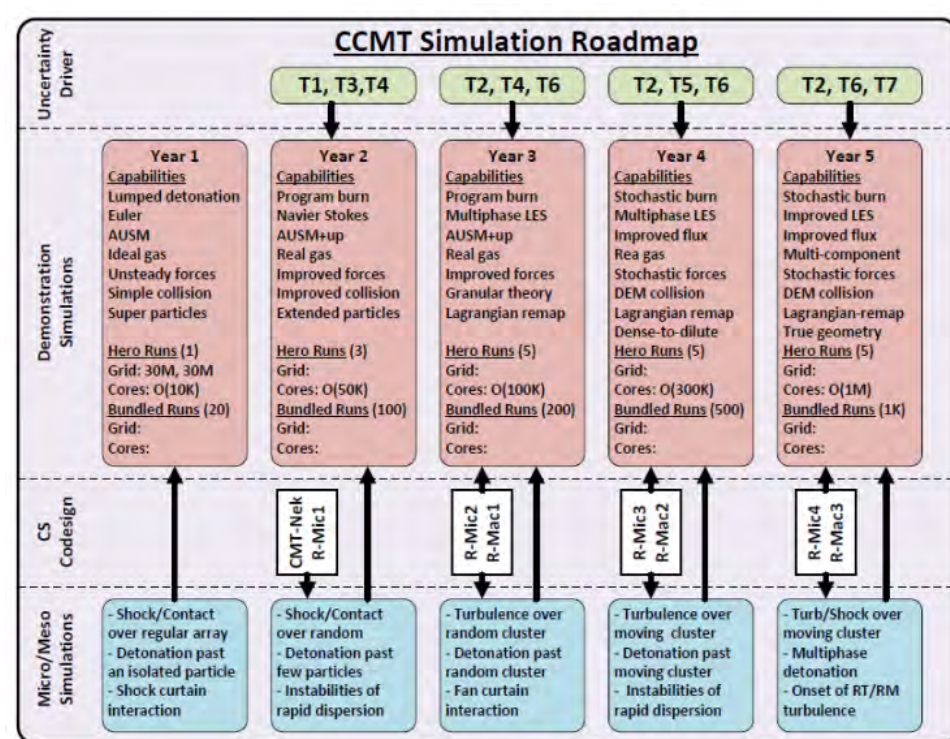 CCMT Simulation Roadmap
Uncertainty
Driver
T1, T3,T4
T2, T4, T6
T2, T5, T6
T2, T6, T7
Demonstration
Simulations
Year 1
Capabilities
Lumped detonation
Euler
AUSM
Ideal gas
Unsteady forces
Simple collision
Super particles
Hero Runs (1)
Grid: 30M, 30M
Cores: O(10K)
Bundled Runs (20)
Grid:
Cores:
Year 2
Capabilities
Program burn
Navier Stokes
AUSM+up
Real gas
Improved forces
Improved collision
Extended particles
Hero Runs (3)
Grid:
Cores: O(50K)
Bundled Runs (100)
Grid:
Cores:
Year 3
Capabilities
Program burn
Multiphase LES
AUSM+up
Real gas
Improved forces
Granular theory
Lagrangian remap
Hero Runs (5)
Grid:
Cores: O(100K)
Bundled Runs (200)
Grid:
Cores:
Year 4
Capabilities
Stochastic burn
Multiphase LES
Improved flux
Rea gas
Stochastic forces
DEM collision
Lagrangian remap
Dense-to-dilute
Hero Runs (5)
Grid:
Cores: O(300K)
Bundled Runs (500)
Grid:
Cores:
Year 5
Capabilities
Stochastic burn
Improved LES
Improved flux
Multi-component
Stochastic forces
DEM collision
Lagrangian-remap
True geometry
Hero Runs (5)
Grid:
Cores: O(1M)
Bundled Runs (1K)
Grid:
Cores:
CS
Codesign
CMT-Nek
R-Mic1
R-Mic2
R-Mac1
R-Mic3
R-Mac2
R-Mic4
R-Mac3
Micro/Meso
Simulations
- Shock/Contact
over regular array
- Detonation past
an isolated particle
- Shock curtain
interaction
- Shock/Contact
over random
- Detonation past
few particles
- Instabilities of
rapid dispersion
- Turbulence over
random cluster
- Detonation past
random cluster
- Fan curtain
interaction
- Turbulence over
moving cluster
- Detonation past
moving cluster
- Instabilities of
rapid dispersion
- Turb/Shock over
moving cluster
- Multiphase
detonation
- Onset of RT/RM
turbulence